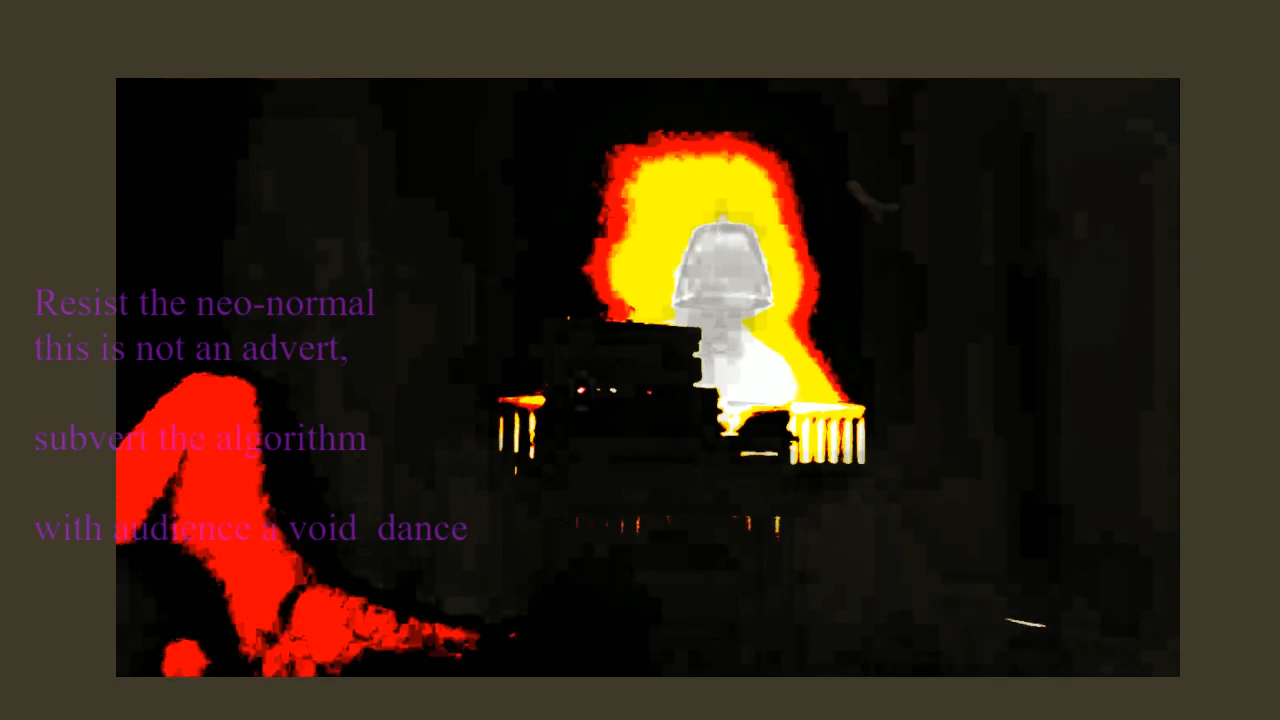 Resist the neo-normal
this is not an advert,
subvert the algorithm
with audience a void  dance